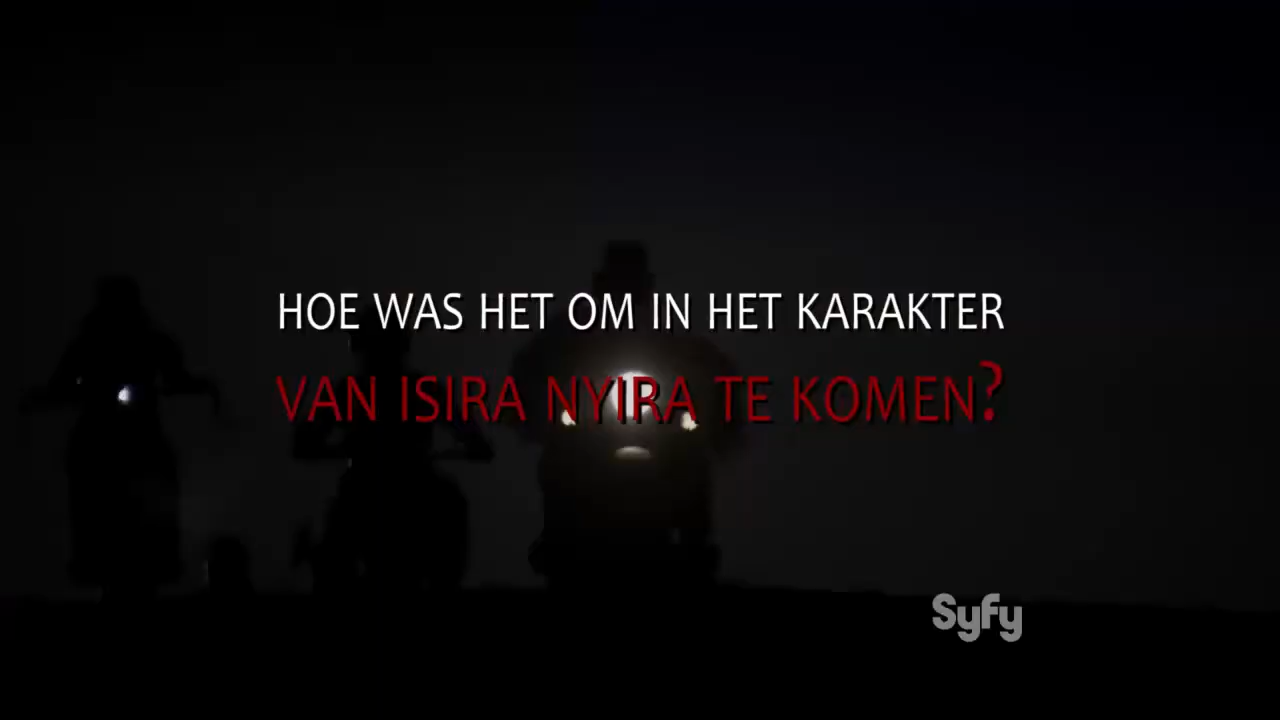 HOE WAS HET OM IN HET KARAKTER
VAN ISIRA NYIRA TE KOMEN?
Syfy